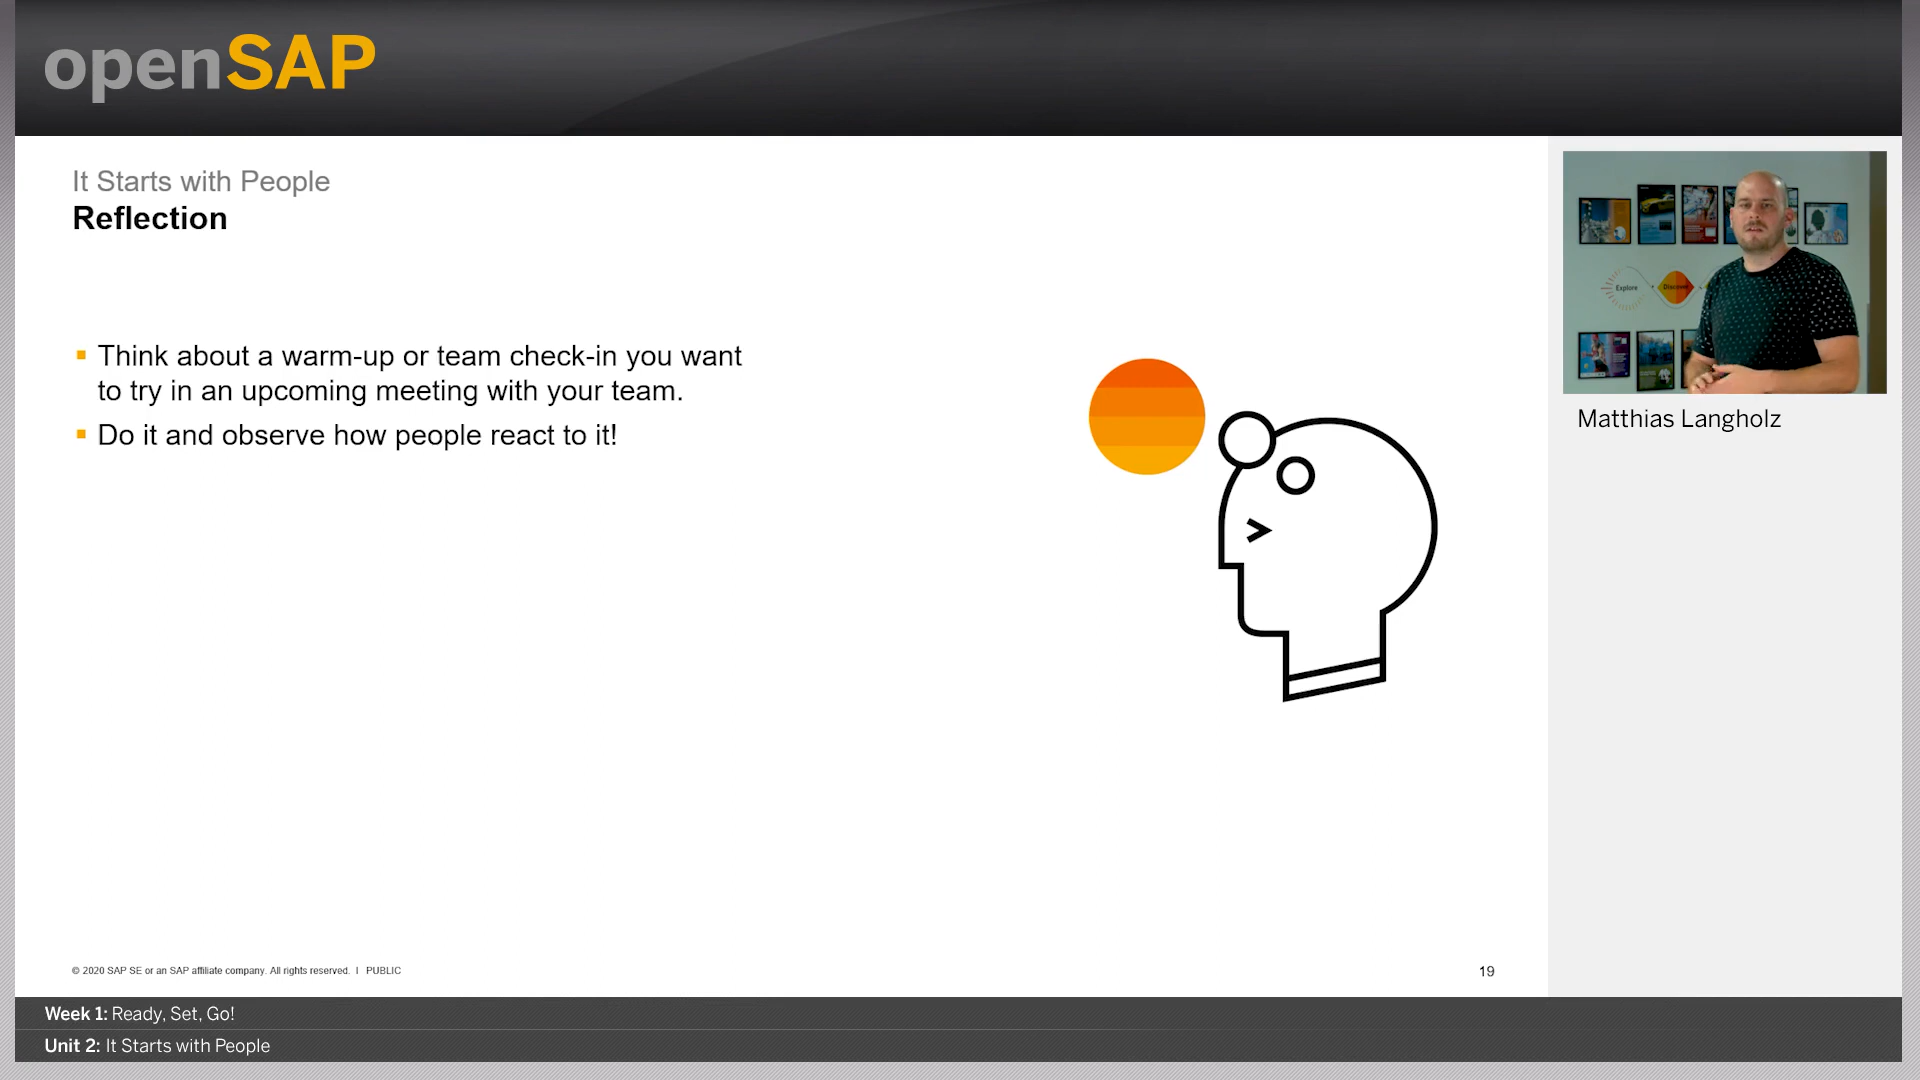 openSAP
It Starts with People
Reflection
Think about a warm-up or team check-in you want
to try in an upcoming meeting with your team.
Do it and observe how people react to it!
Explore
Discover
Matthias Langholz
© 2020 SAP SE or an SAP affiliate company. All rights reserved. | PUBLIC
19
Week 1: Ready, Set, Go!
Unit 2: It Starts with People